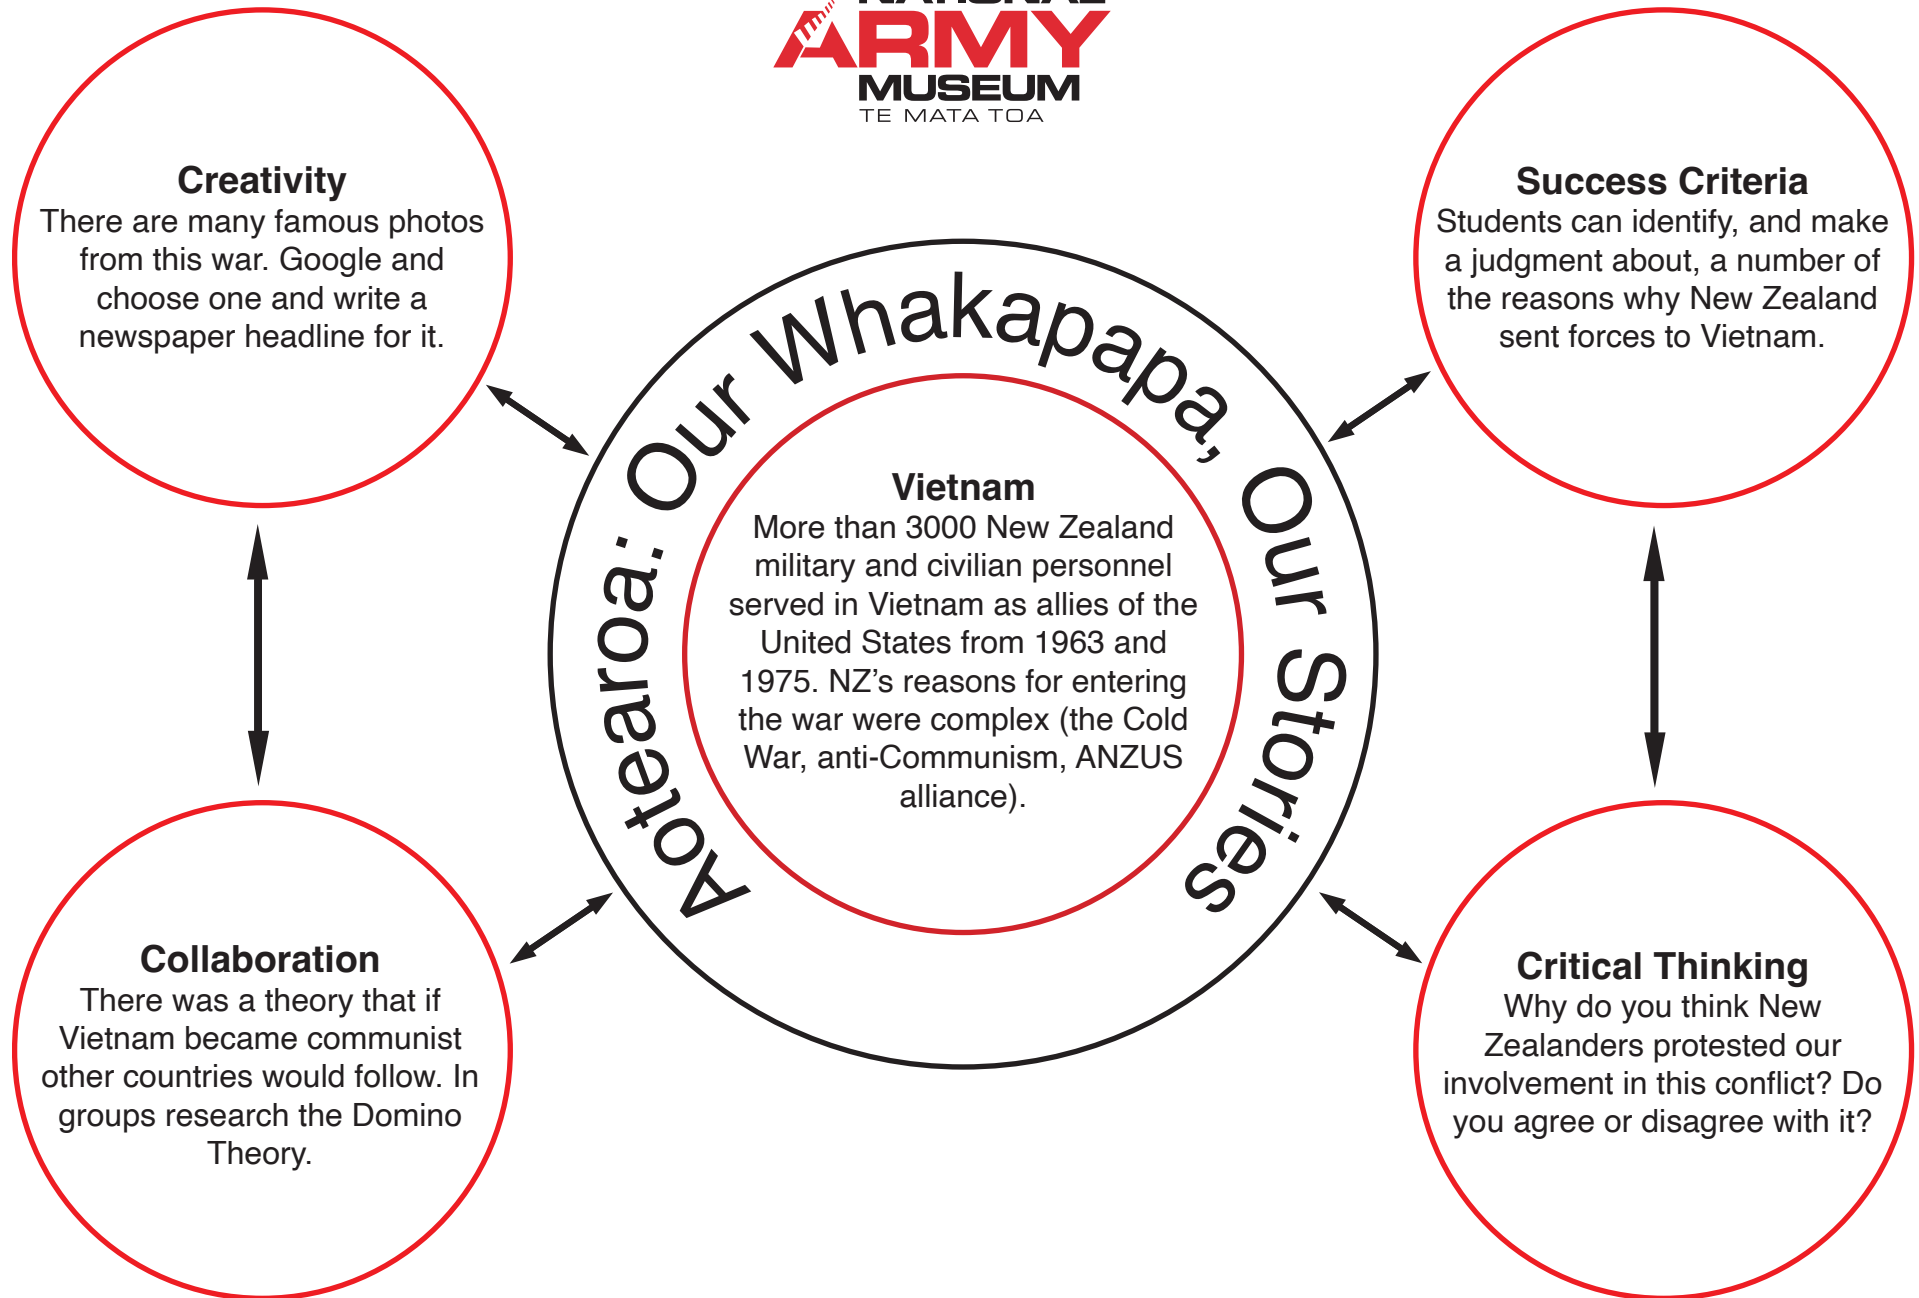 NATIONAL
ARMY
MUSEUM
TE MATA TOA
Creativity
There are many famous photos
from this war. Google and
choose one and write a
newspaper headline for it.
Success Criteria
Students can identify, and make
a judgment about, a number of
the reasons why New Zealand
sent forces to Vietnam.
Aotearoa: Our Whakapapa, Our Stories
Vietnam
More than 3000 New Zealand
military and civilian personnel
served in Vietnam as allies of the
United States from 1963 and
1975. NZ’s reasons for entering
the war were complex (the Cold
War, anti-Communism, ANZUS
alliance).
Collaboration
There was a theory that if
Vietnam became communist
other countries would follow. In
groups research the Domino
Theory.
Critical Thinking
Why do you think New
Zealanders protested our
involvement in this conflict? Do
you agree or disagree with it?